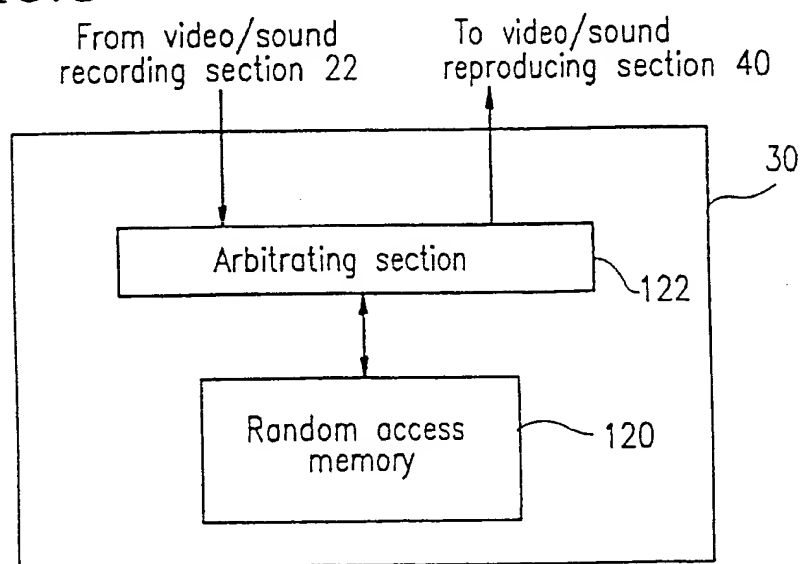 From video/sound
recording section 22
To video/sound
reproducing section 40
30
Arbitrating section
122
Random access
memory
120